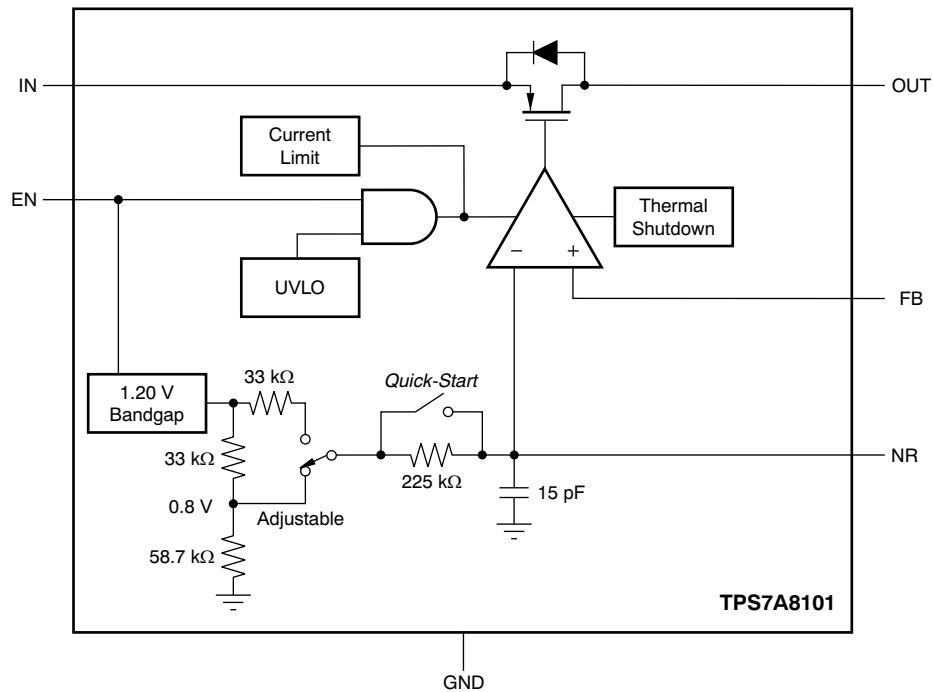 IN
OUT
Current
Limit
EN
Thermal
Shutdown
−
+
UVLO
FB
33 kΩ
Quick-Start
1.20 V
Bandgap
33 kΩ
NR
225 kΩ
15 pF
0.8 V
Adjustable
58.7 kΩ
TPS7A8101
GND